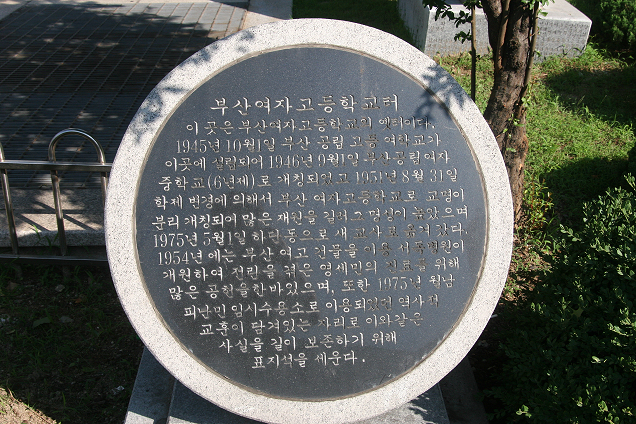 부산여자고등학교터
이 곳은 부산여자고등학교의 옛터이다.
1945년 10월1일 부산 공립 고등 여학교가
이곳에 설립되어 1946년 9월1일 부산공립여자
중학교(6년제)로 개칭되었고 1951년 8월 31일
학제 변경에 의해서 부산 여자고등학교로 교명이
분리 개칭되어 많은 재원을 길러 그 명성이 높았으며
1975년 5월1일 하단동으로 새 교사로 옮겨 갔다.
1954년에는 부산 여고 건물을 이용 서독병원이
개원하여 전란을 겪은 영세민의 진료를 위해
많은 공헌을한바있으며, 또한 1975년 월남
피난민 임시수용소로 이용되었던 역사적
교훈이 담겨있는 자리로 이와같은
사실을 길이 보존하기 위해
표지석을 세운다.